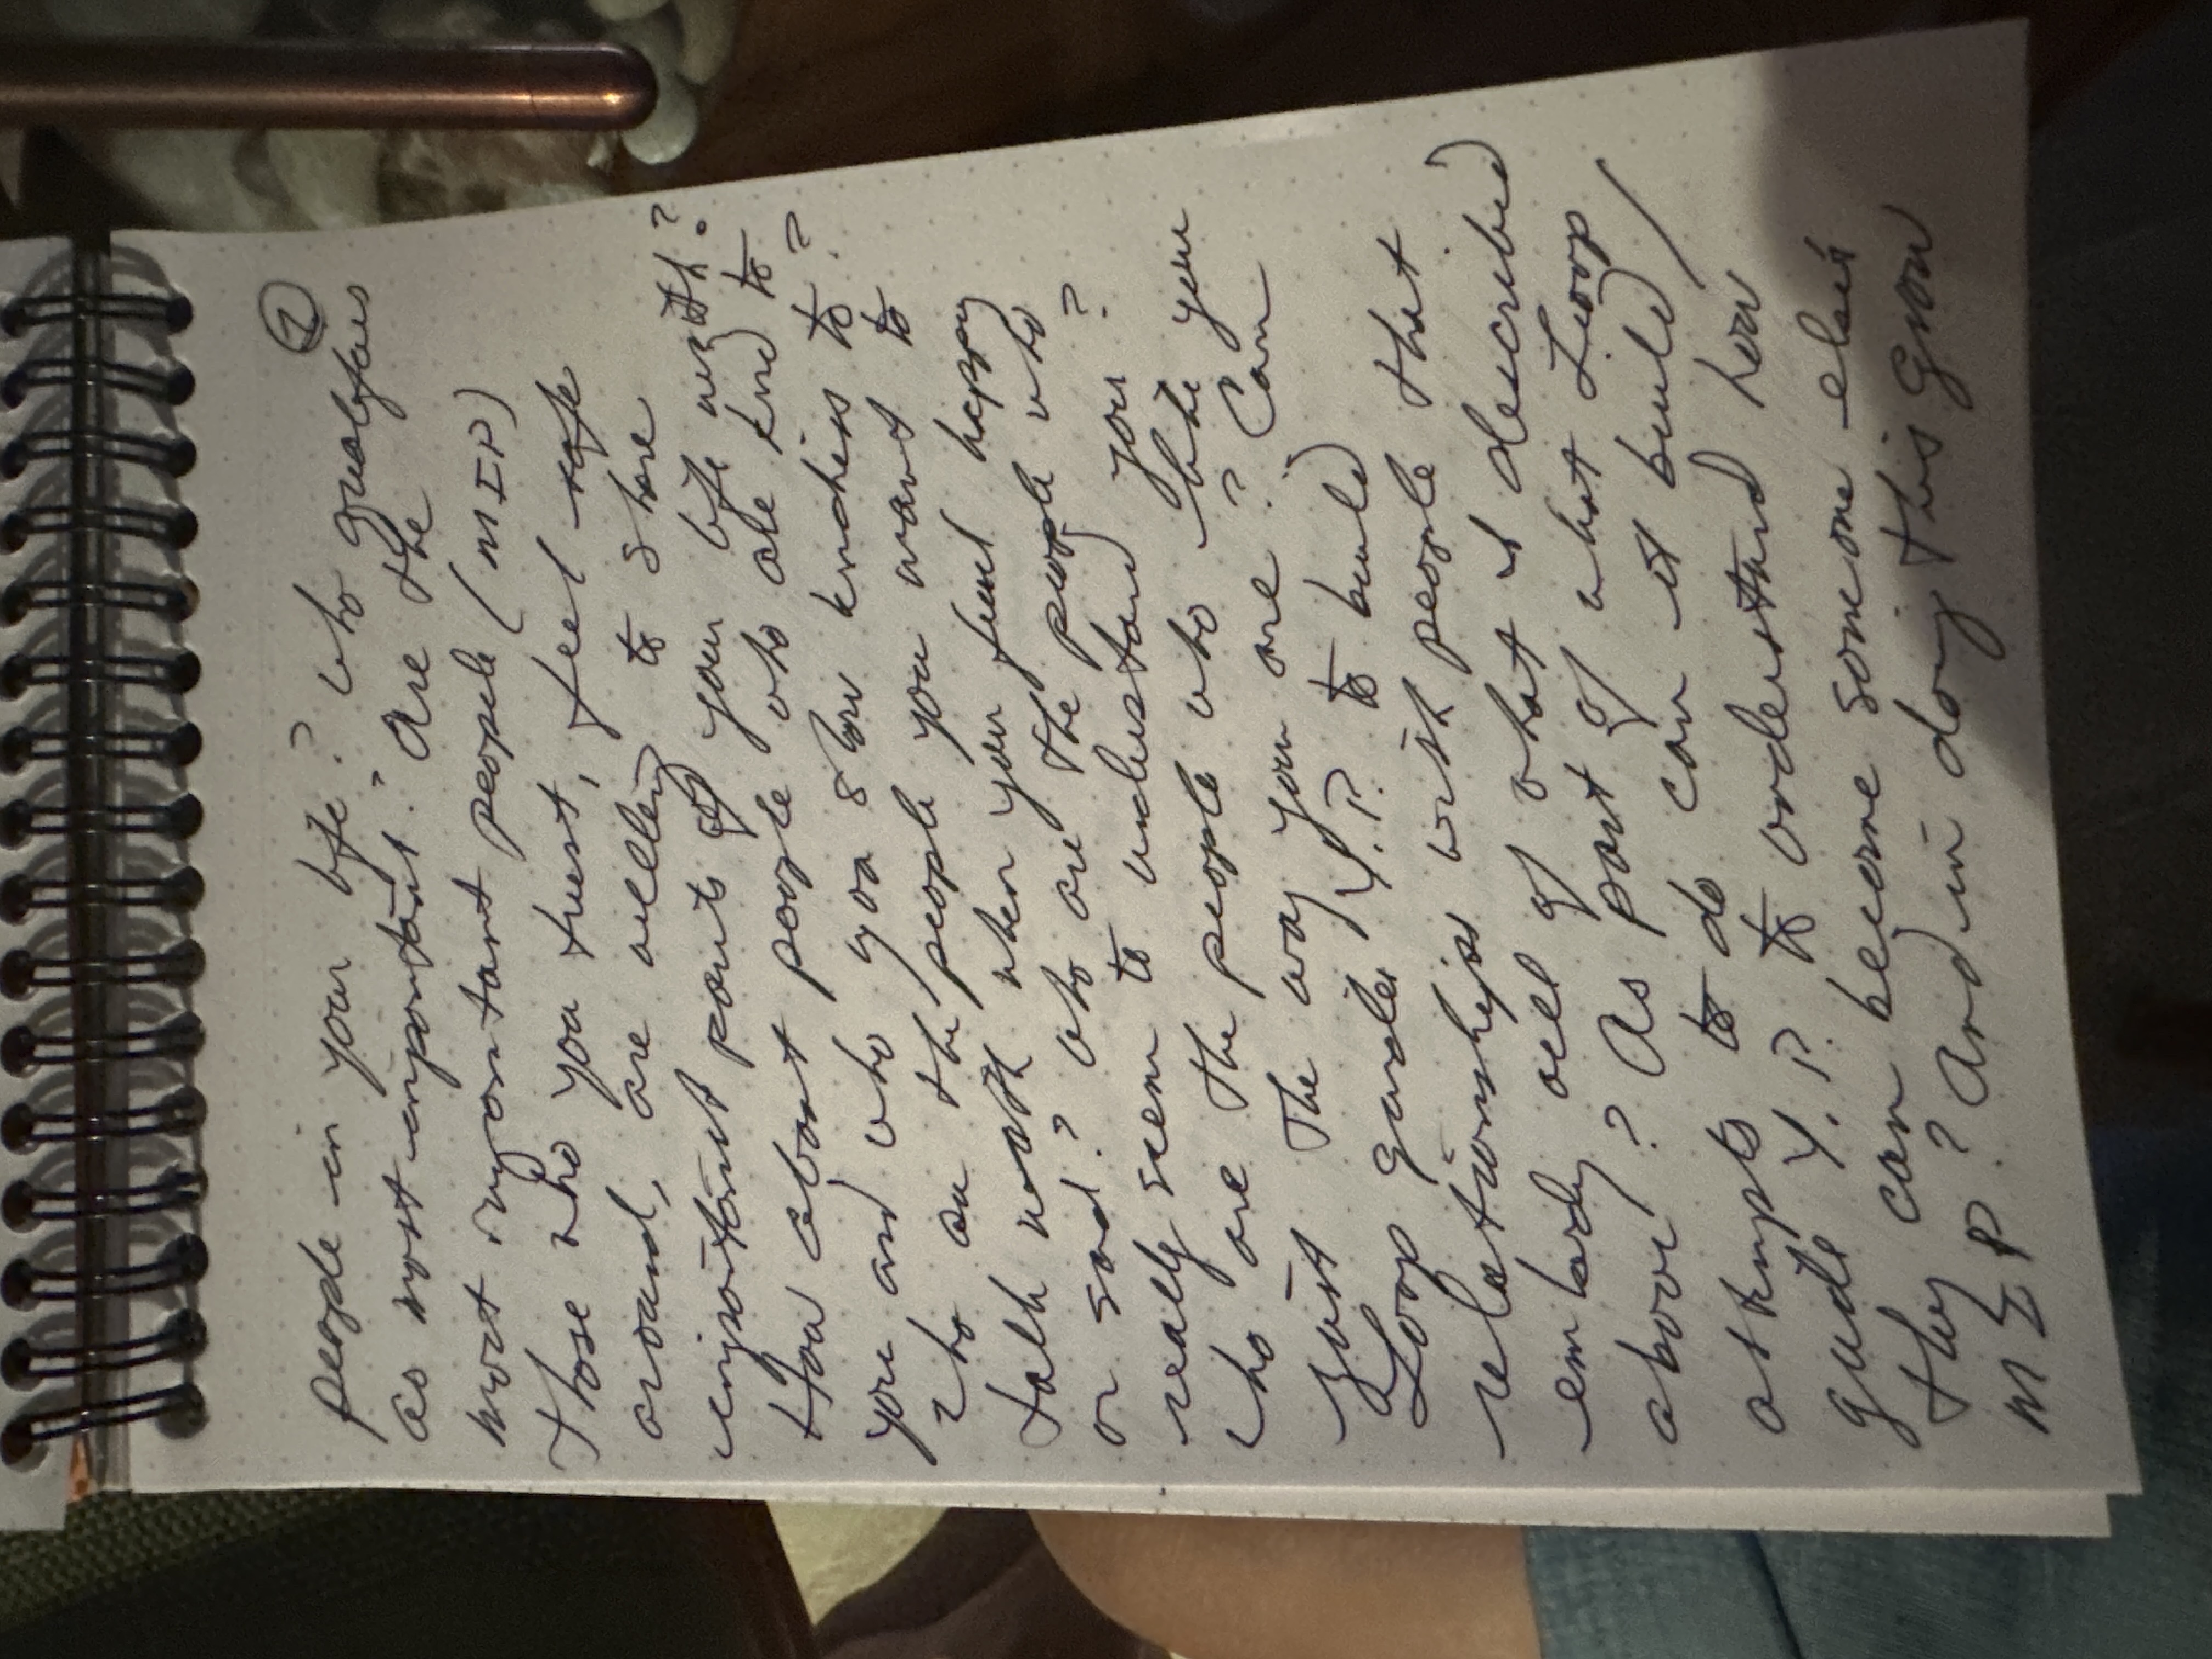 ②
people in your life? Who qualifies
as most important? Are the
most important people (MIP)
those who you trust, feel safe
around, are willing to share
important parts of your life with?
How about people who are kind to
you and who you show kindness to?
Who are the people you want to
talk with when you feel happy
or sad? Who are the people who
really seem to understand you?
Who are the people who like you
just the way you are? Can
Loop guide Y.P. to build
relationships with people that
embody all of what I described
above? As part of what Loop
attempts to do can it build/
guide Y.P. to understand how
they can become someone else's
MIP? And in doing this grow